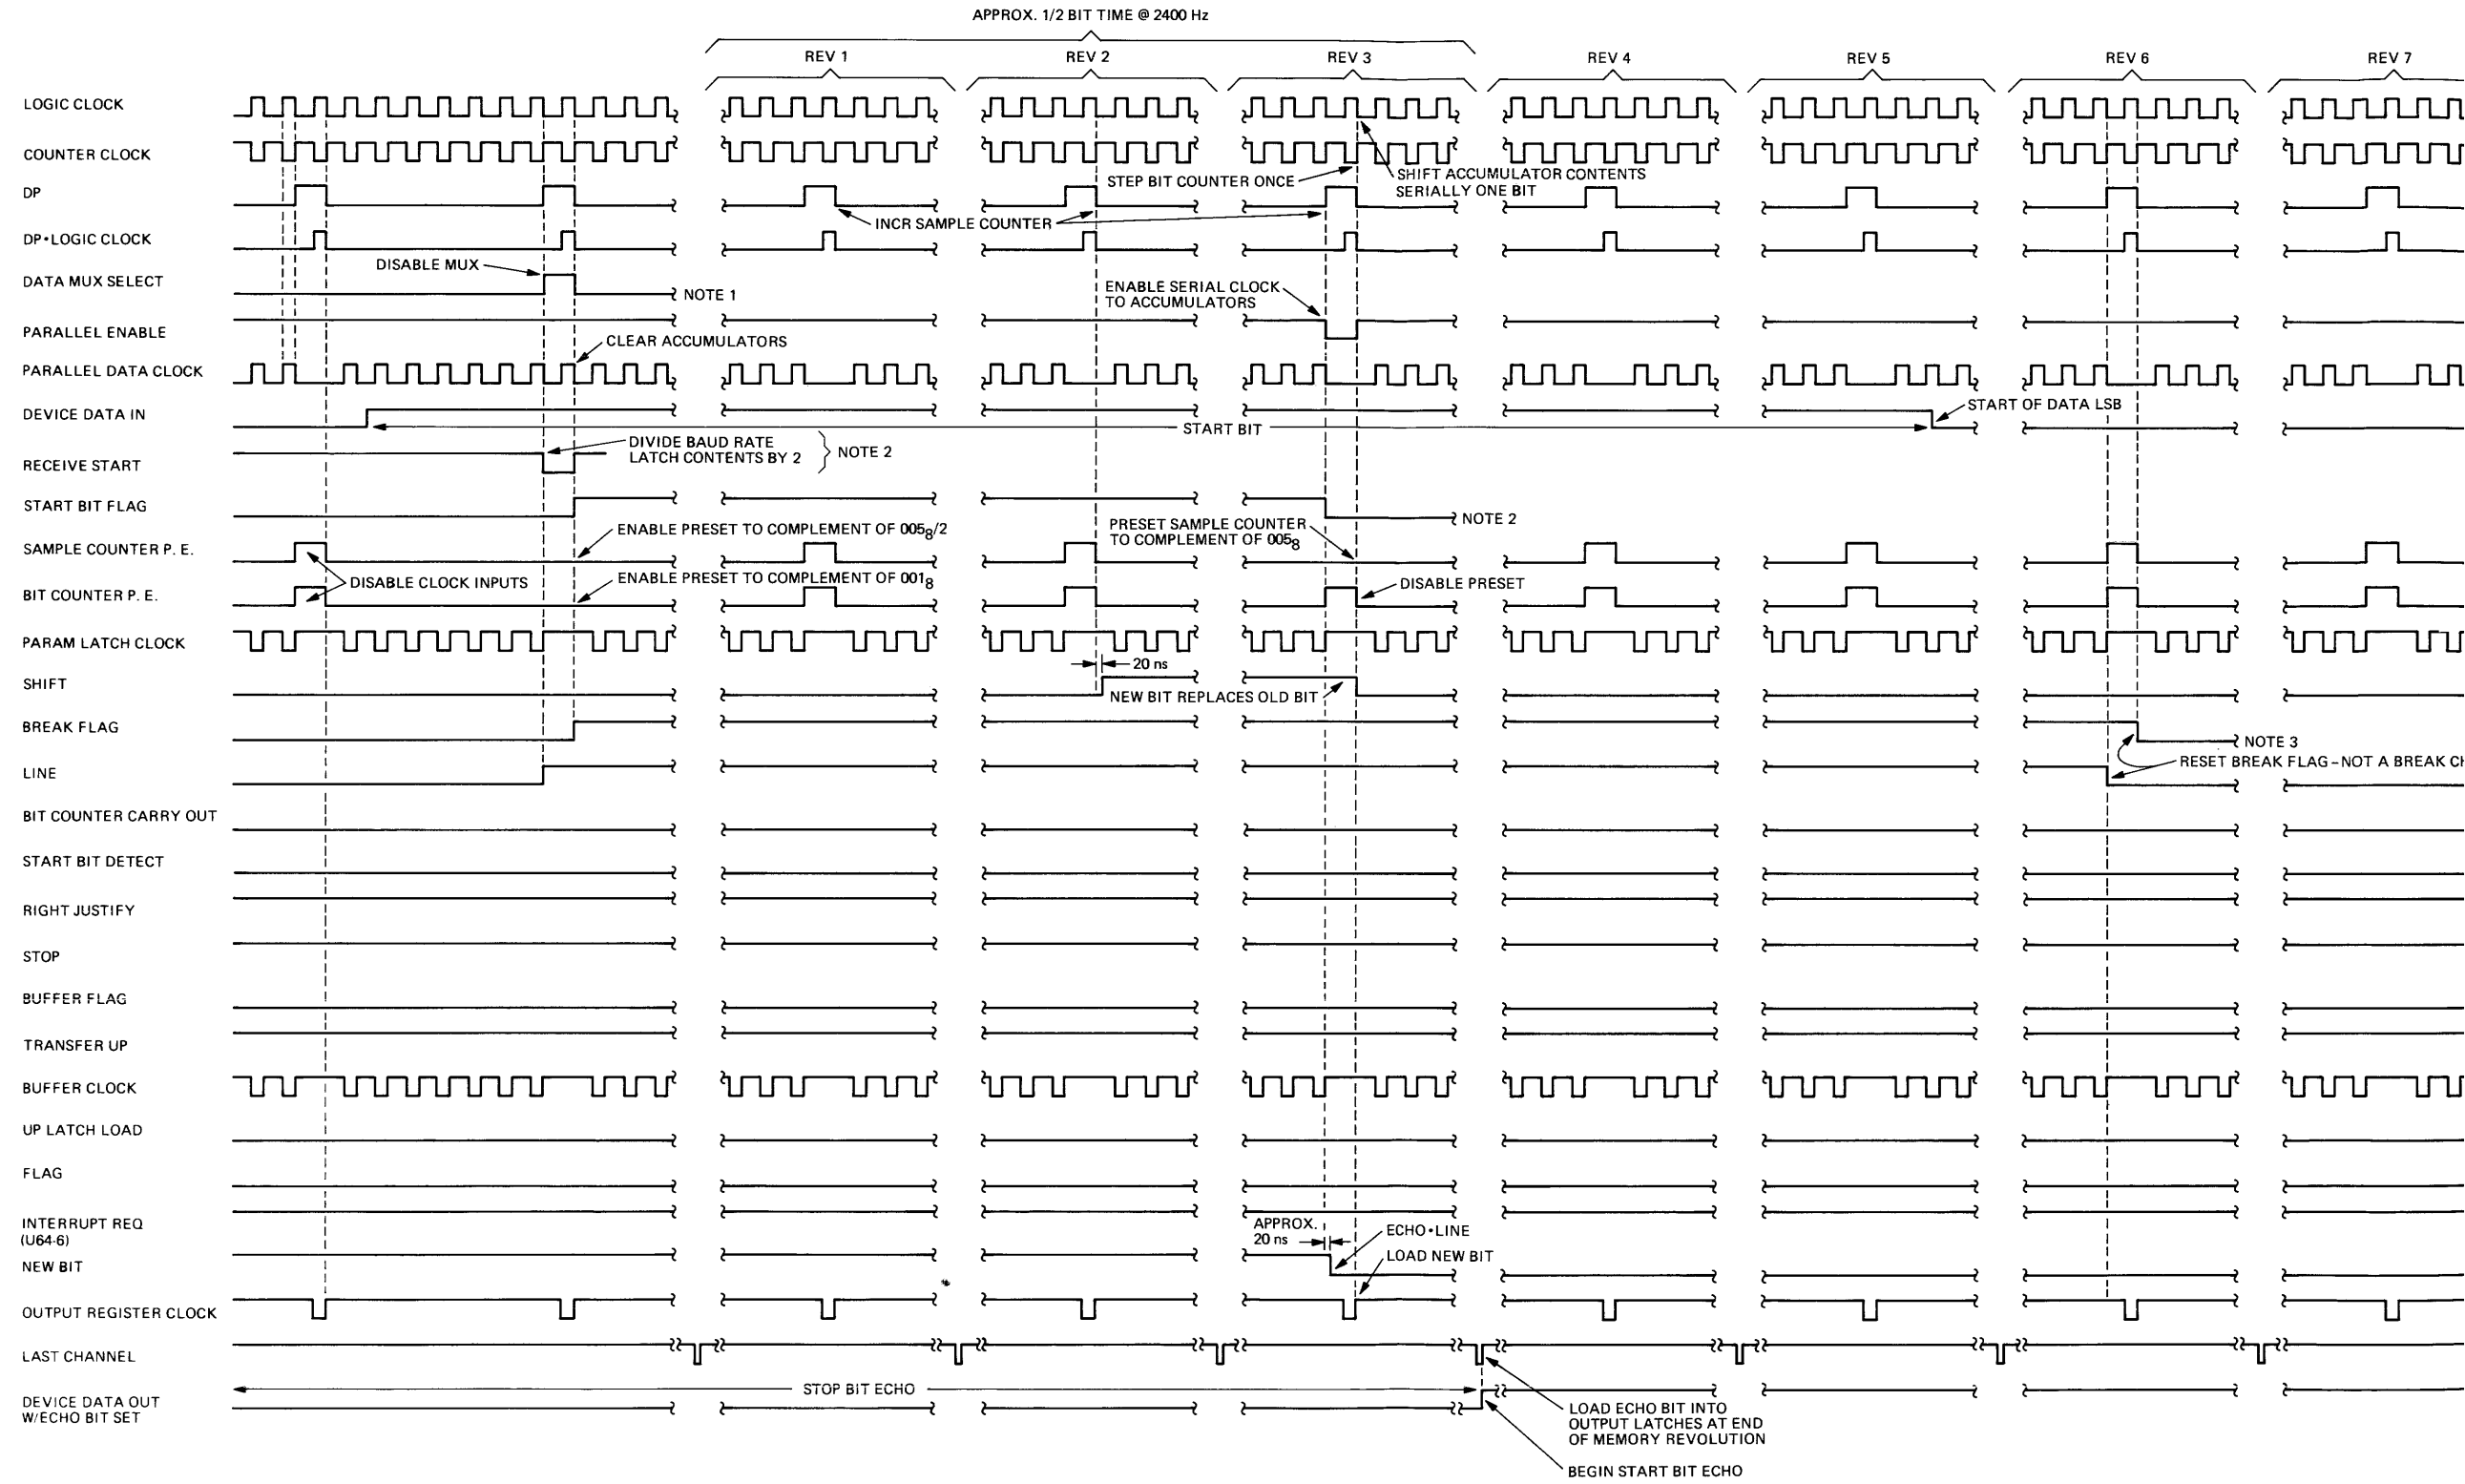 APPROX. 1/2 BIT TIME @ 2400 Hz
REV 1
REV 2
REV 3
REV 4
REV 5
REV 6
REV 7
LOGIC CLOCK
COUNTER CLOCK
STEP BIT COUNTER ONCE
SHIFT ACCUMULATOR CONTENTS
SERIALLY ONE BIT
DP
INCR SAMPLE COUNTER
DP•LOGIC CLOCK
DISABLE MUX
DATA MUX SELECT
NOTE 1
ENABLE SERIAL CLOCK
TO ACCUMULATORS
PARALLEL ENABLE
CLEAR ACCUMULATORS
PARALLEL DATA CLOCK
DEVICE DATA IN
START OF DATA LSB
START BIT
DIVIDE BAUD RATE
LATCH CONTENTS BY 2
NOTE 2
RECEIVE START
START BIT FLAG
NOTE 2
ENABLE PRESET TO COMPLEMENT OF 005₈/2
PRESET SAMPLE COUNTER
TO COMPLEMENT OF 005₈
SAMPLE COUNTER P. E.
DISABLE CLOCK INPUTS
ENABLE PRESET TO COMPLEMENT OF 001₈
DISABLE PRESET
BIT COUNTER P. E.
PARAM LATCH CLOCK
20 ns
SHIFT
NEW BIT REPLACES OLD BIT
BREAK FLAG
NOTE 3
RESET BREAK FLAG–NOT A BREAK CH
LINE
BIT COUNTER CARRY OUT
START BIT DETECT
RIGHT JUSTIFY
STOP
BUFFER FLAG
TRANSFER UP
BUFFER CLOCK
UP LATCH LOAD
FLAG
INTERRUPT REQ
(U64-6)
APPROX.
20 ns
ECHO•LINE
LOAD NEW BIT
NEW BIT
OUTPUT REGISTER CLOCK
LAST CHANNEL
STOP BIT ECHO
DEVICE DATA OUT
W/ECHO BIT SET
LOAD ECHO BIT INTO
OUTPUT LATCHES AT END
OF MEMORY REVOLUTION
BEGIN START BIT ECHO